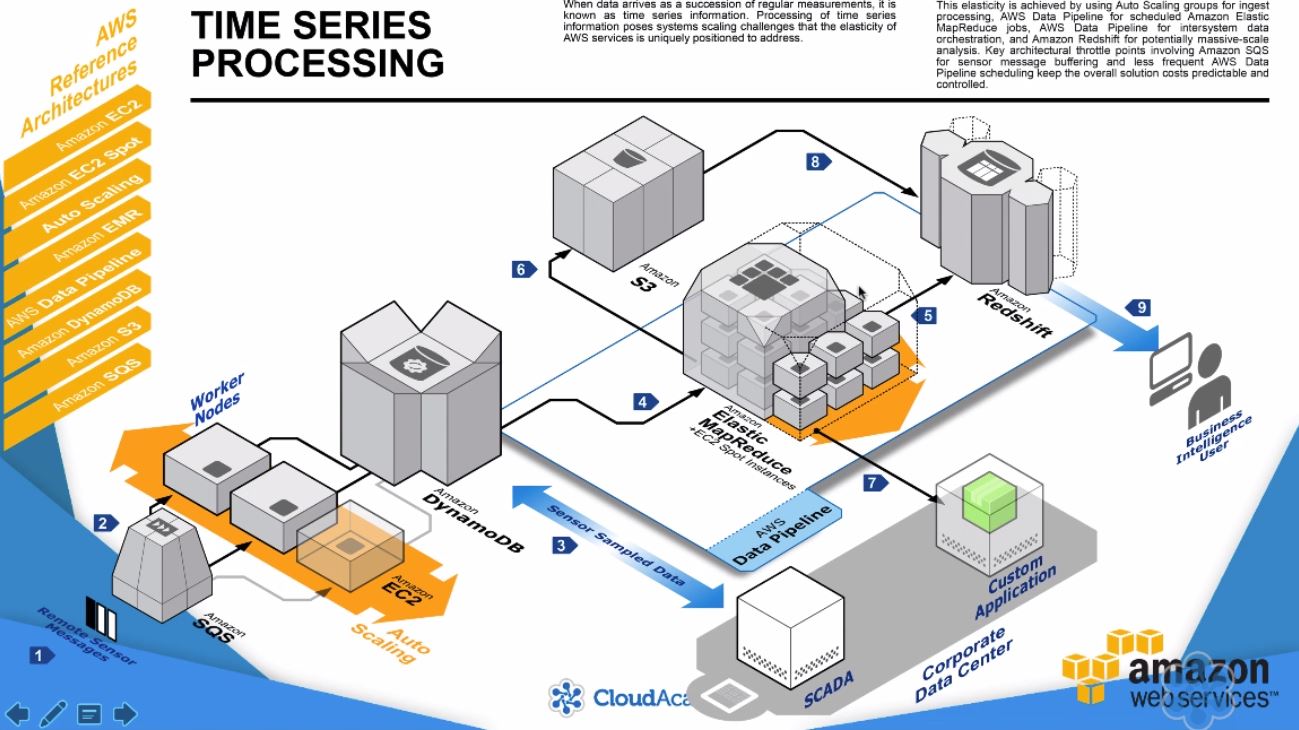 AWS
Reference
Architectures
Amazon EC2
Amazon EC2 Spot
Auto Scaling
Amazon EMR
AWS Data Pipeline
Amazon DynamoDB
Amazon S3
Amazon SQS
TIME SERIES
PROCESSING
When data arrives as a succession of regular measurements, it is
known as time series information. Processing of time series
information poses systems scaling challenges that the elasticity of
AWS services is uniquely positioned to address.
This elasticity is achieved by using Auto Scaling groups for ingest
processing, AWS Data Pipeline for scheduled Amazon Elastic
MapReduce jobs, AWS Data Pipeline for intersystem data
orchestration, and Amazon Redshift for potentially massive-scale
analysis. Key architectural throttle points involving Amazon SQS
for sensor message buffering and less frequent AWS Data
Pipeline scheduling keep the overall solution costs predictable and
controlled.
8
6
Amazon
S3
Amazon
Redshift
9
5
Business
Intelligence
User
4
Amazon
Elastic
MapReduce
+EC2 Spot Instances
7
Worker
Nodes
Amazon
DynamoDB
AWS
Data Pipeline
2
3
Sensor Sampled Data
Amazon
EC2
Auto
Scaling
Amazon
SQS
Remote Sensor
Messages
1
Custom
Application
Corporate
Data Center
SCADA
CloudAca
amazon
web services™